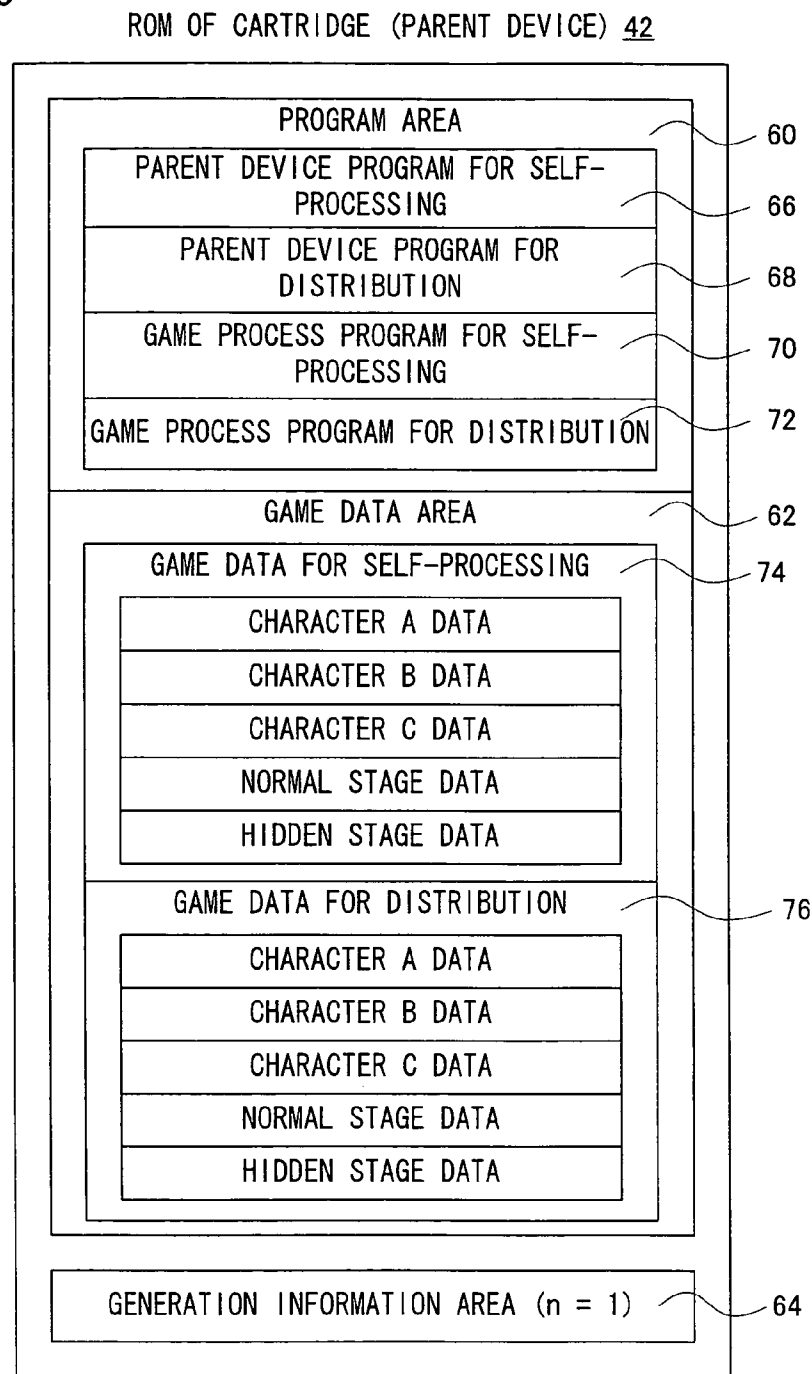 ROM OF CARTRIDGE (PARENT DEVICE) 42
PROGRAM AREA
60
PARENT DEVICE PROGRAM FOR SELF-
PROCESSING
66
PARENT DEVICE PROGRAM FOR
DISTRIBUTION
68
GAME PROCESS PROGRAM FOR SELF-
PROCESSING
70
GAME PROCESS PROGRAM FOR DISTRIBUTION
72
GAME DATA AREA
62
GAME DATA FOR SELF-PROCESSING
74
CHARACTER A DATA
CHARACTER B DATA
CHARACTER C DATA
NORMAL STAGE DATA
HIDDEN STAGE DATA
GAME DATA FOR DISTRIBUTION
76
CHARACTER A DATA
CHARACTER B DATA
CHARACTER C DATA
NORMAL STAGE DATA
HIDDEN STAGE DATA
GENERATION INFORMATION AREA (n = 1)
64